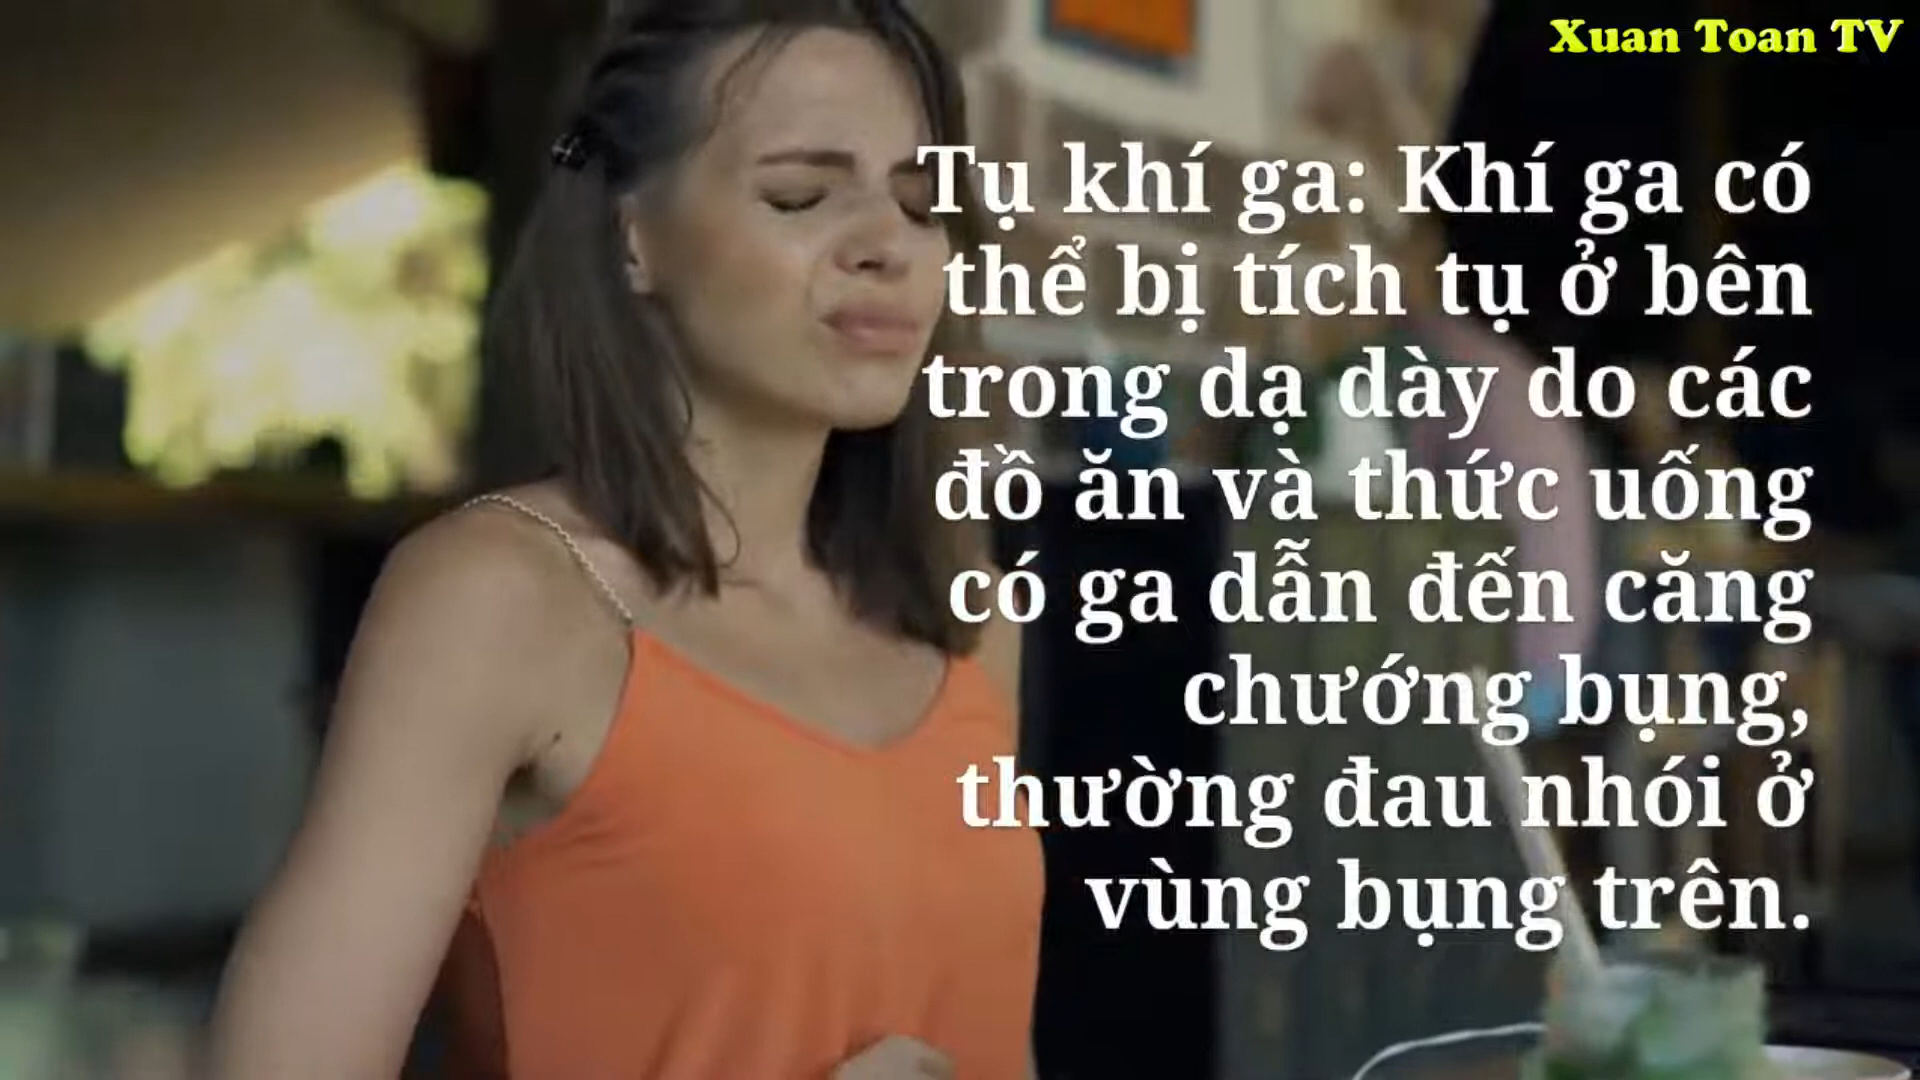 Xuan Toan TV
Tụ khí ga: Khí ga có
thể bị tích tụ ở bên
trong dạ dày do các
đồ ăn và thức uống
có ga dẫn đến căng
chướng bụng,
thường đau nhói ở
vùng bụng trên.